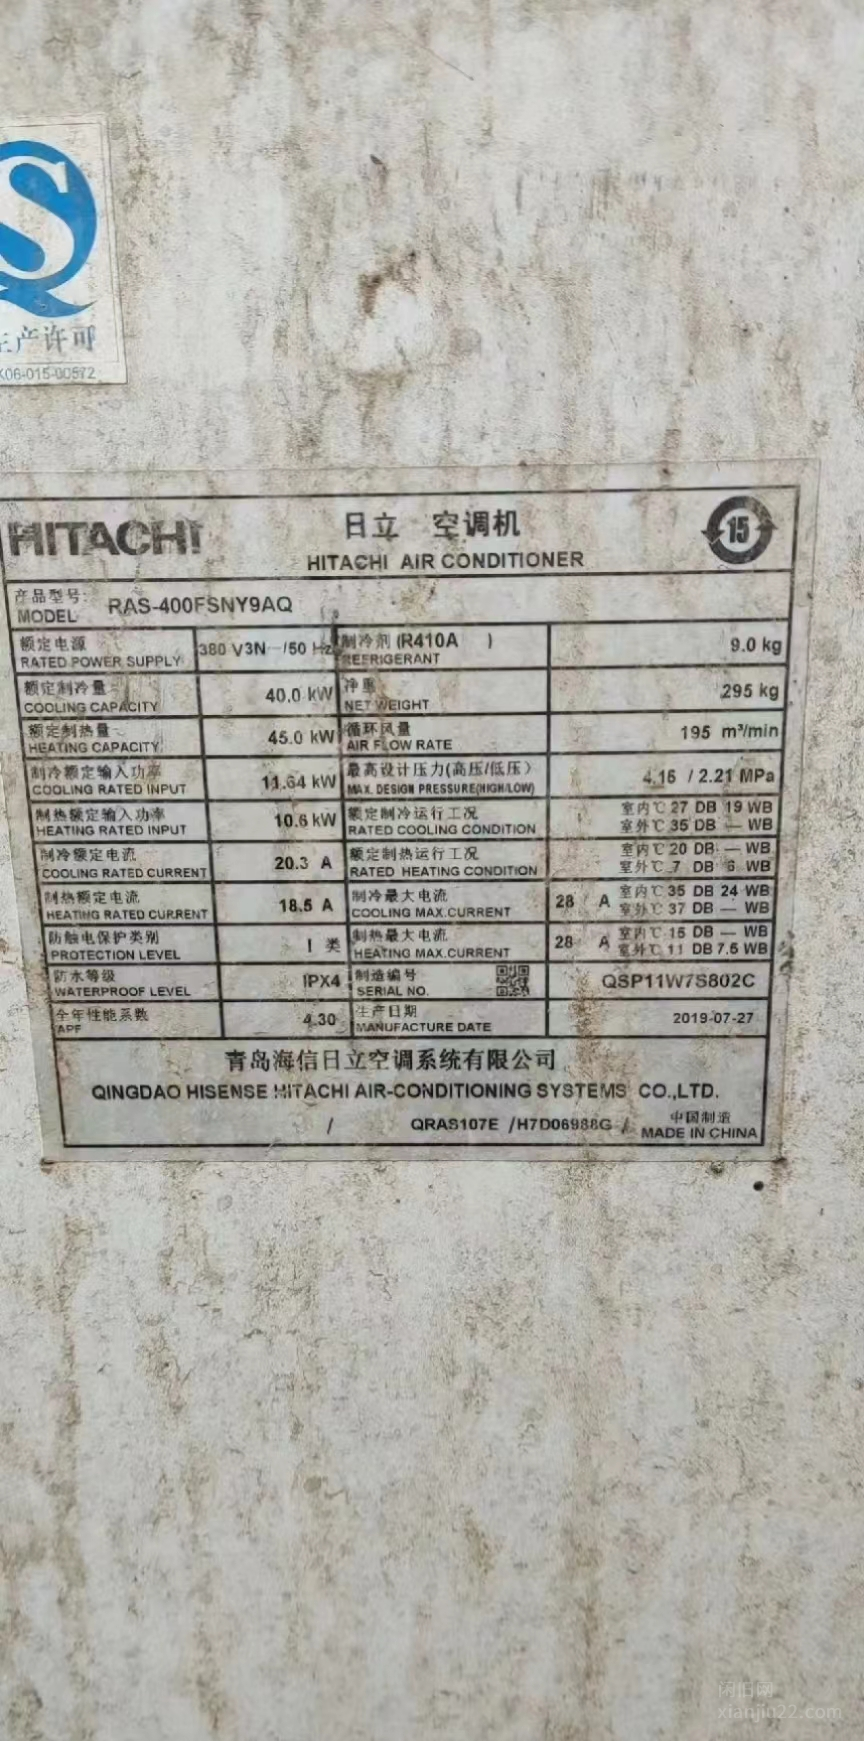 S
生产许可
K06-015-00572
HITACHI 日立 空调机
HITACHI AIR CONDITIONER
15
产品型号:
MODEL RAS-400FSNY9AQ
额定电源 380 V3N~/50 Hz 制冷剂 (R410A ) 9.0 kg
RATED POWER SUPPLY REFRIGERANT
额定制冷量 40.0 kW 净重 295 kg
COOLING CAPACITY NET WEIGHT
额定制热量 45.0 kW 循环风量 195 m³/min
HEATING CAPACITY AIR FLOW RATE
制冷额定输入功率 11.64 kW 最高设计压力(高压/低压) 4.15 / 2.21 MPa
COOLING RATED INPUT MAX. DESIGN PRESSURE(HIGH/LOW)
制热额定输入功率 10.6 kW 额定制冷运行工况 室内℃ 27 DB 19 WB
HEATING RATED INPUT RATED COOLING CONDITION 室外℃ 35 DB — WB
制冷额定电流 20.3 A 额定制热运行工况 室内℃ 20 DB — WB
COOLING RATED CURRENT RATED HEATING CONDITION 室外℃ 7 DB 6 WB
制热额定电流 18.5 A 制冷最大电流 28 A 室内℃ 35 DB 24 WB
HEATING RATED CURRENT COOLING MAX.CURRENT 室外℃ 37 DB — WB
防触电保护类别 I 类 制热最大电流 28 A 室内℃ 15 DB — WB
PROTECTION LEVEL HEATING MAX.CURRENT 室外℃ 11 DB 7.5 WB
防水等级 IPX4 制造编号 QSP11W7S802C
WATERPROOF LEVEL SERIAL NO.
全年性能系数 4.30 生产日期 2019-07-27
APF MANUFACTURE DATE
青岛海信日立空调系统有限公司
QINGDAO HISENSE HITACHI AIR-CONDITIONING SYSTEMS CO.,LTD.
/ QRAS107E /H7D06988G / 中国制造
MADE IN CHINA
闲旧网
xianjiu22.com